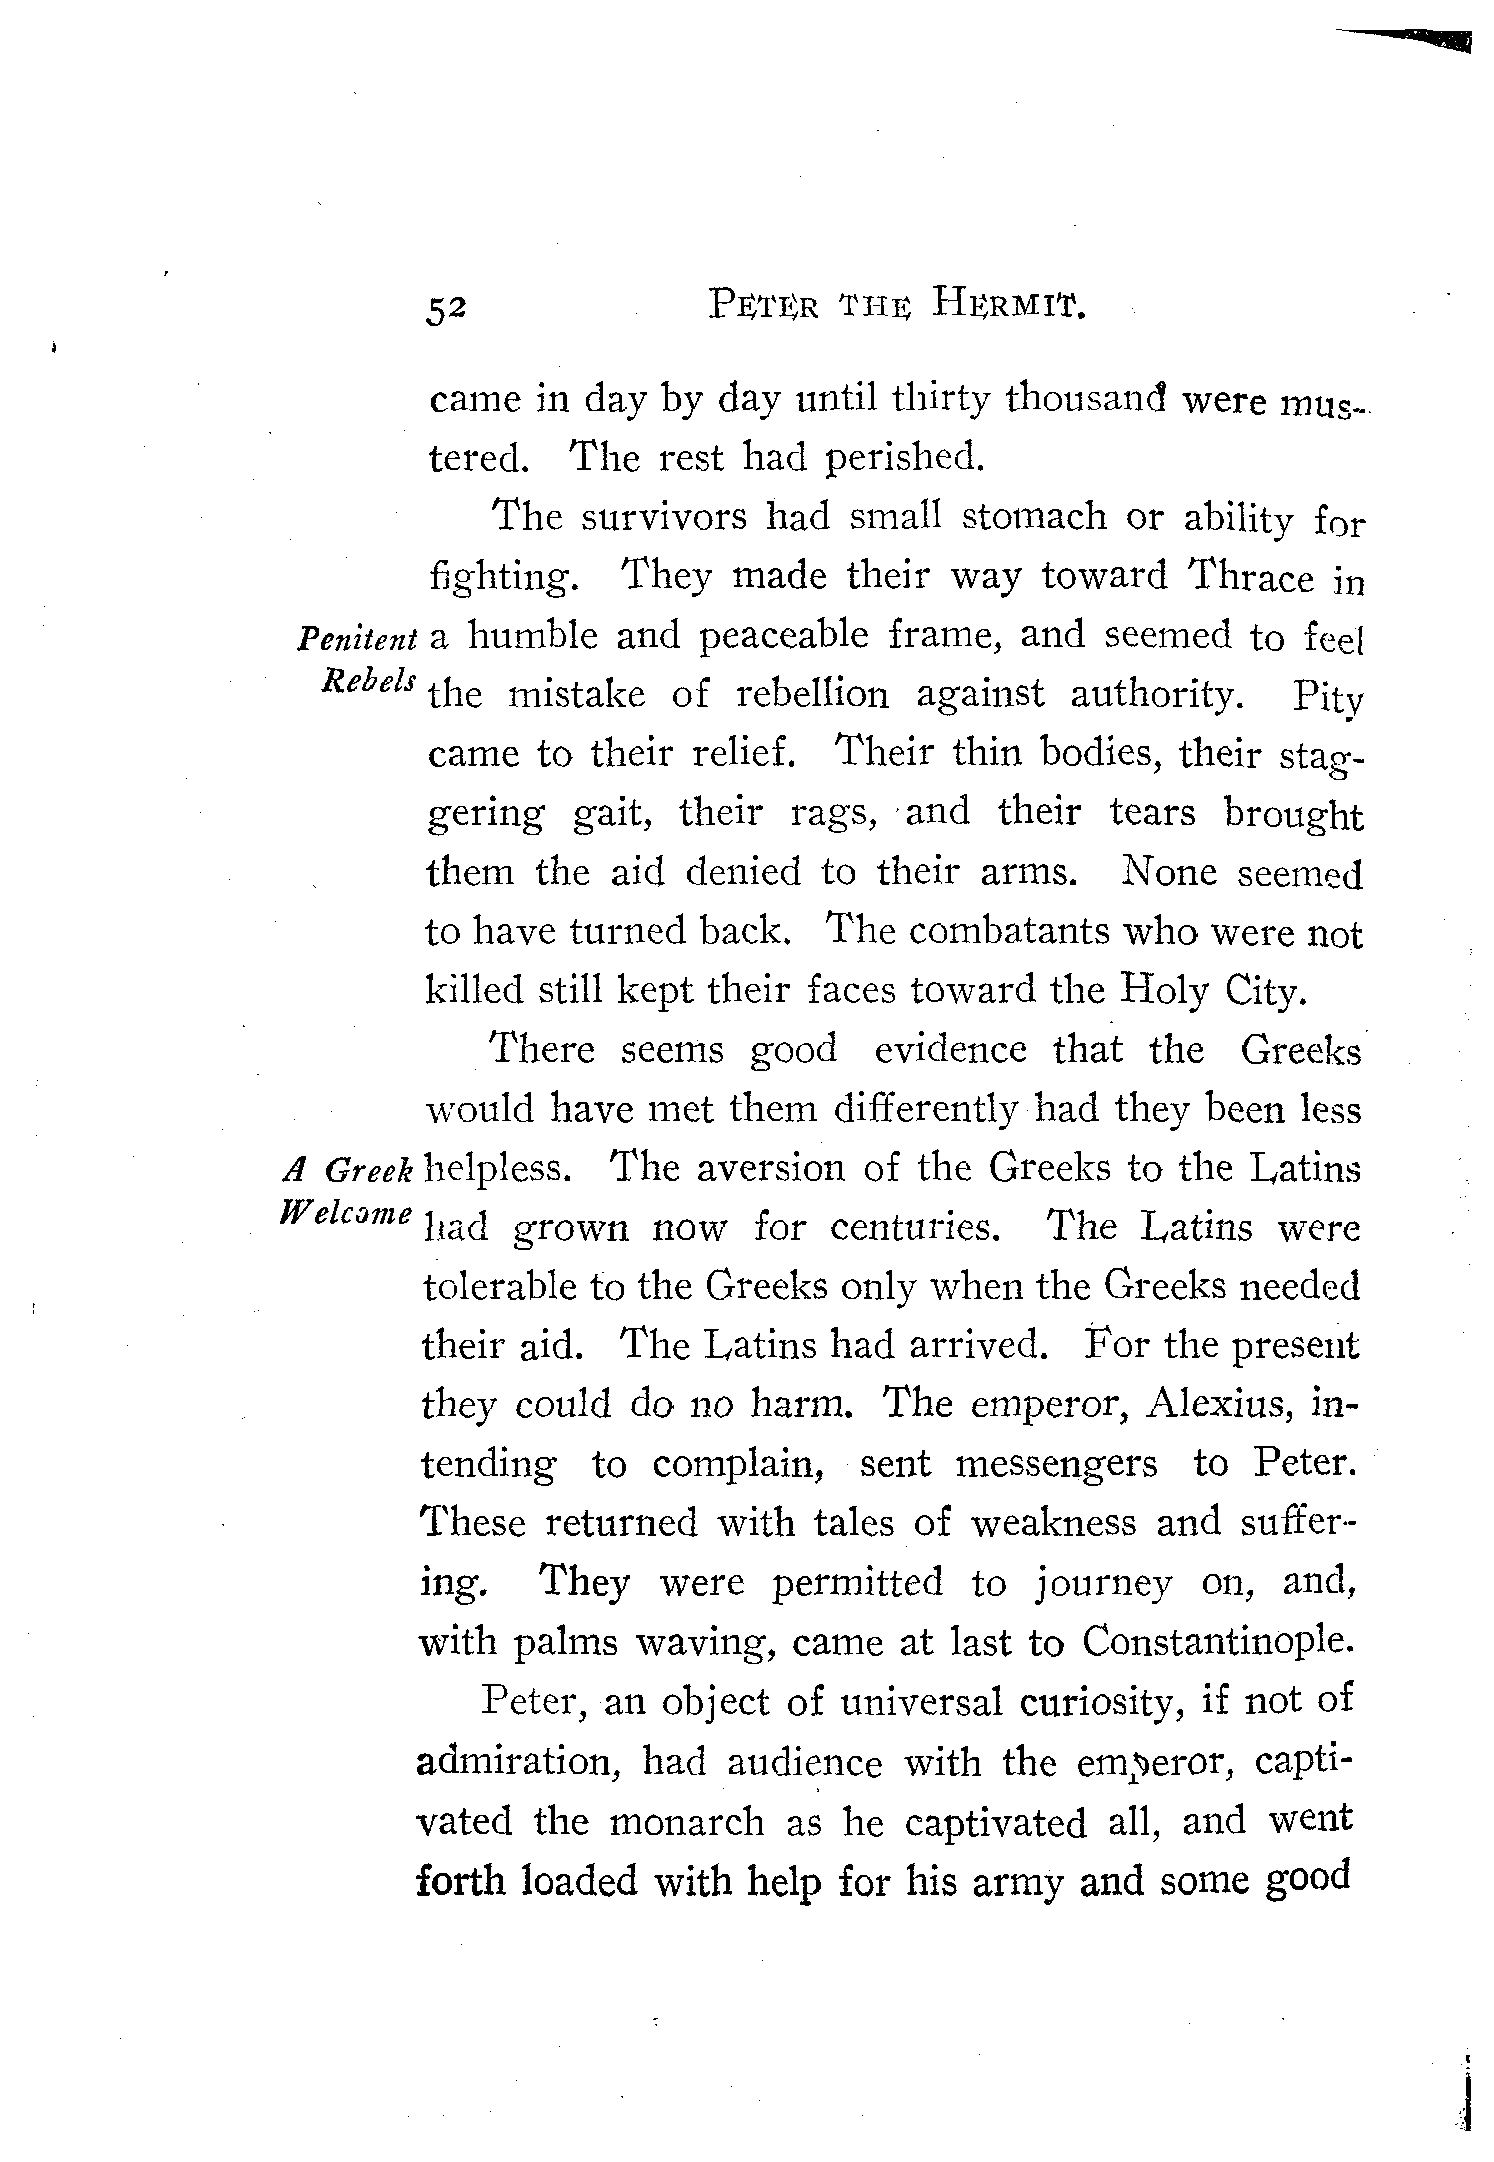 52 PETER THE HERMIT.
came in day by day until thirty thousand were mus-
tered. The rest had perished.
The survivors had small stomach or ability for
fighting. They made their way toward Thrace in
Penitent a humble and peaceable frame, and seemed to feel
Rebels the mistake of rebellion against authority. Pity
came to their relief. Their thin bodies, their stag-
gering gait, their rags, and their tears brought
them the aid denied to their arms. None seemed
to have turned back. The combatants who were not
killed still kept their faces toward the Holy City.
There seems good evidence that the Greeks
would have met them differently had they been less
A Greek helpless. The aversion of the Greeks to the Latins
Welcome had grown now for centuries. The Latins were
tolerable to the Greeks only when the Greeks needed
their aid. The Latins had arrived. For the present
they could do no harm. The emperor, Alexius, in-
tending to complain, sent messengers to Peter.
These returned with tales of weakness and suffer-
ing. They were permitted to journey on, and,
with palms waving, came at last to Constantinople.
Peter, an object of universal curiosity, if not of
admiration, had audience with the emperor, capti-
vated the monarch as he captivated all, and went
forth loaded with help for his army and some good